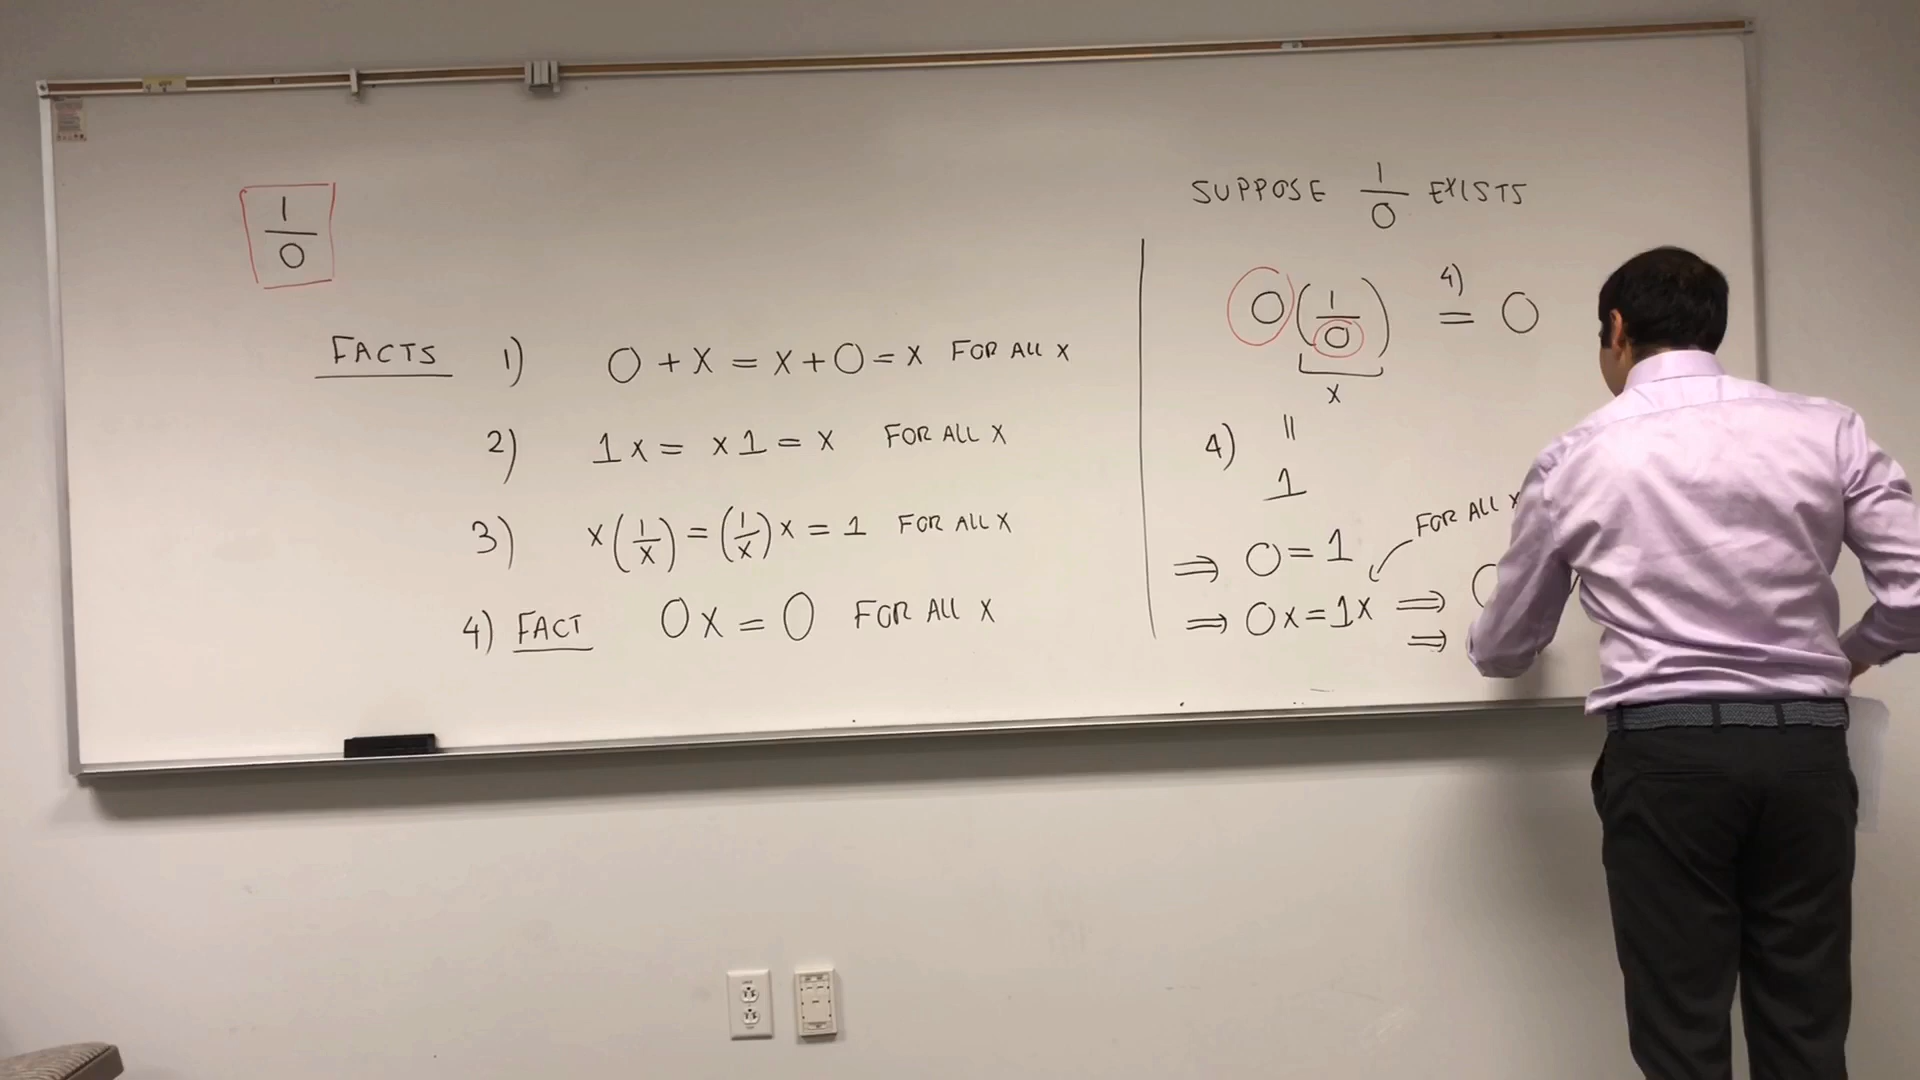 1/0
FACTS 1) 0 + x = x + 0 = x FOR ALL x
2) 1x = x1 = x FOR ALL x
3) x(1/x) = (1/x)x = 1 FOR ALL x
4) FACT 0x = 0 FOR ALL x
SUPPOSE 1/0 EXISTS
0(1/0) = 0
4)
x
4) =
1
⇒ 0 = 1
FOR ALL x
⇒ 0x = 1x ⇒ 0
⇒